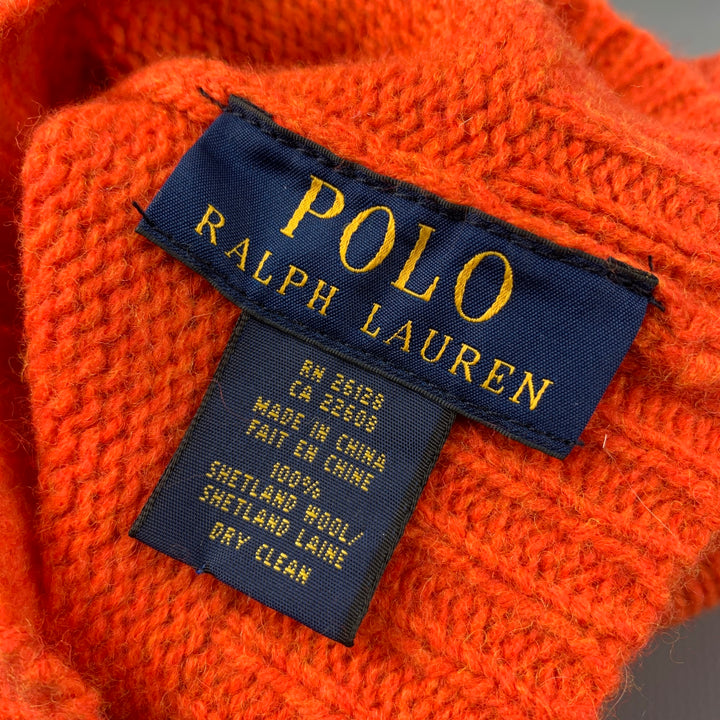 POLO
RALPH LAUREN
RN 26128
CA 22609
MADE IN CHINA
FAIT EN CHINE
100%
SHETLAND WOOL/
SHETLAND LAINE
DRY CLEAN